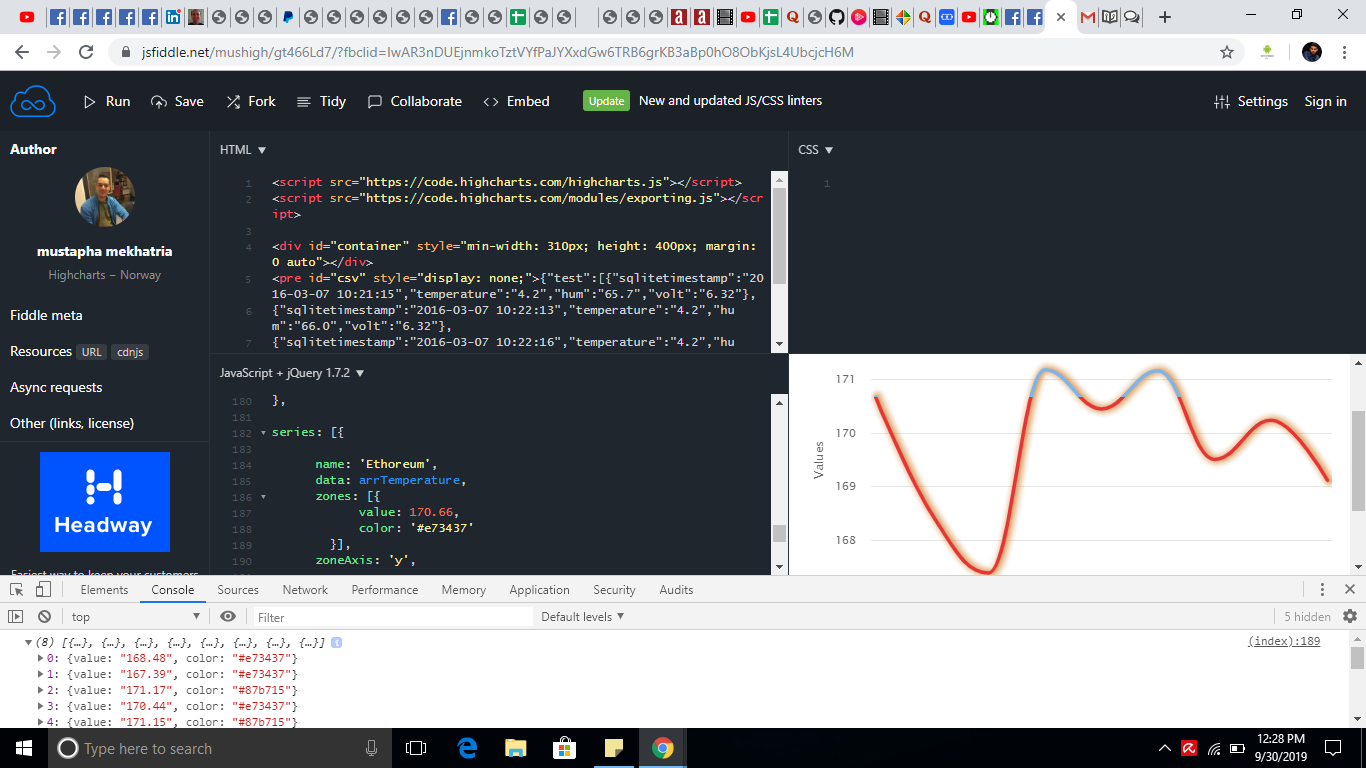 jsfiddle.net/mushigh/gt466Ld7/?fbclid=IwAR3nDUEjnmkoTztVYfPaJYXxdGw6TRB6grKB3aBp0hO8ObKjsL4UbcjcH6M
Run
Save
Fork
Tidy
Collaborate
Embed
Update
New and updated JS/CSS linters
Settings
Sign in
Author
mustapha mekhatria
Highcharts – Norway
Fiddle meta
Resources URL cdnjs
Async requests
Other (links, license)
Headway
Easiest way to keep your customers
HTML
1 <script src="https://code.highcharts.com/highcharts.js"></script>
2 <script src="https://code.highcharts.com/modules/exporting.js"></scr
ipt>
3
4 <div id="container" style="min-width: 310px; height: 400px; margin:
0 auto"></div>
5 <pre id="csv" style="display: none;">{"test":[{"sqlitetimestamp":"20
16-03-07 10:21:15","temperature":"4.2","hum":"65.7","volt":"6.32"},
6 {"sqlitetimestamp":"2016-03-07 10:22:13","temperature":"4.2","hu
m":"66.0","volt":"6.32"},
7 {"sqlitetimestamp":"2016-03-07 10:22:16","temperature":"4.2","hu
CSS
1
JavaScript + jQuery 1.7.2
180 },
181
182 series: [{
183
184 name: 'Ethoreum',
185 data: arrTemperature,
186 zones: [{
187 value: 170.66,
188 color: '#e73437'
189 }],
190 zoneAxis: 'y',
Values
171
170
169
168
Elements
Console
Sources
Network
Performance
Memory
Application
Security
Audits
top
Filter
Default levels
5 hidden
(8) [{…}, {…}, {…}, {…}, {…}, {…}, {…}, {…}]
(index):189
0: {value: "168.48", color: "#e73437"}
1: {value: "167.39", color: "#e73437"}
2: {value: "171.17", color: "#87b715"}
3: {value: "170.44", color: "#e73437"}
4: {value: "171.15", color: "#87b715"}
Type here to search
12:28 PM
9/30/2019